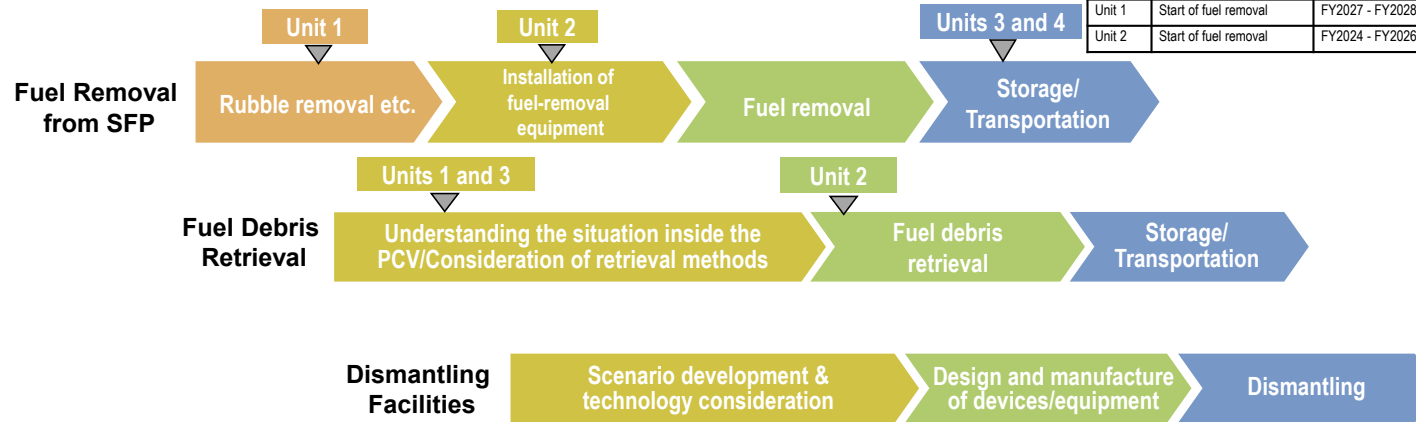 Unit 1 Start of fuel removal FY2027 - FY2028
Unit 2 Start of fuel removal FY2024 - FY2026
Unit 1
Unit 2
Units 3 and 4
Fuel Removal
from SFP
Rubble removal etc.
Installation of
fuel-removal
equipment
Fuel removal
Storage/
Transportation
Units 1 and 3
Unit 2
Fuel Debris
Retrieval
Understanding the situation inside the
PCV/Consideration of retrieval methods
Fuel debris
retrieval
Storage/
Transportation
Dismantling
Facilities
Scenario development &
technology consideration
Design and manufacture
of devices/equipment
Dismantling